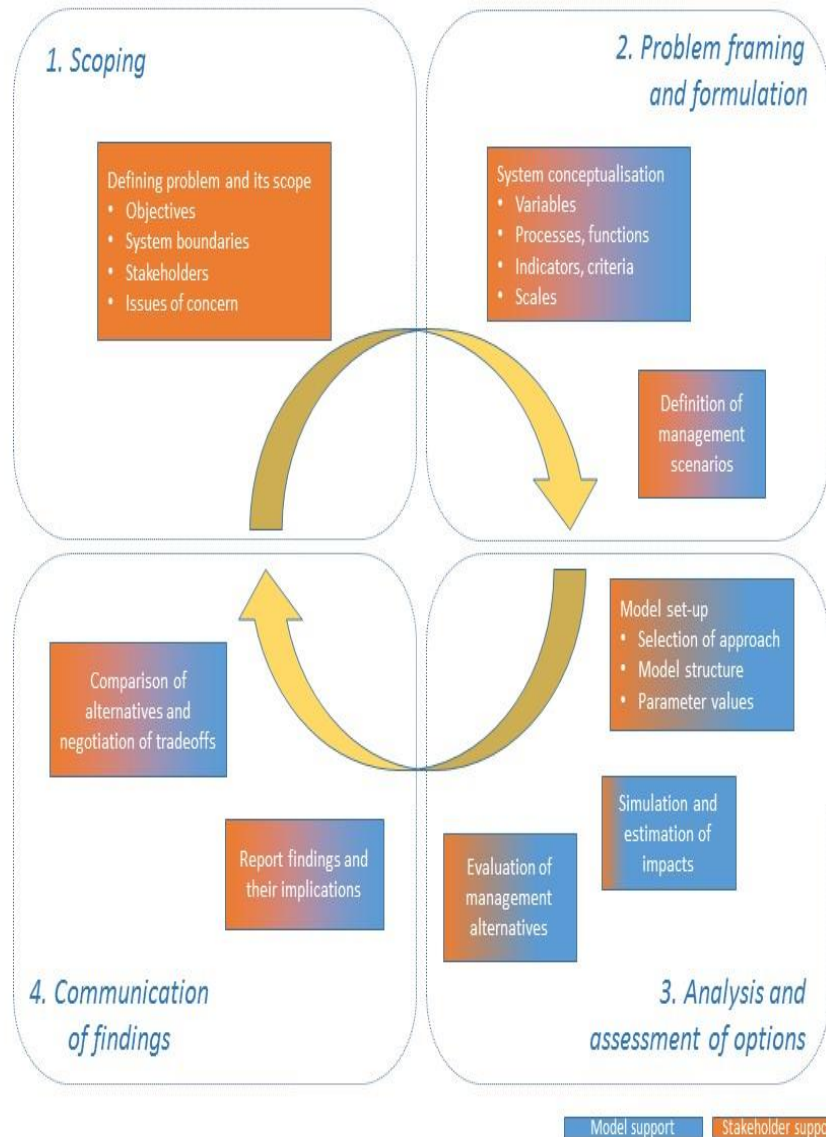 1. Scoping
Defining problem and its scope
• Objectives
• System boundaries
• Stakeholders
• Issues of concern
2. Problem framing
and formulation
System conceptualisation
• Variables
• Processes, functions
• Indicators, criteria
• Scales
Definition of
management
scenarios
Model set-up
• Selection of approach
• Model structure
• Parameter values
Simulation and
estimation of
impacts
Evaluation of
management
alternatives
3. Analysis and
assessment of options
Comparison of
alternatives and
negotiation of tradeoffs
Report findings and
their implications
4. Communication
of findings
Model support
Stakeholder suppo